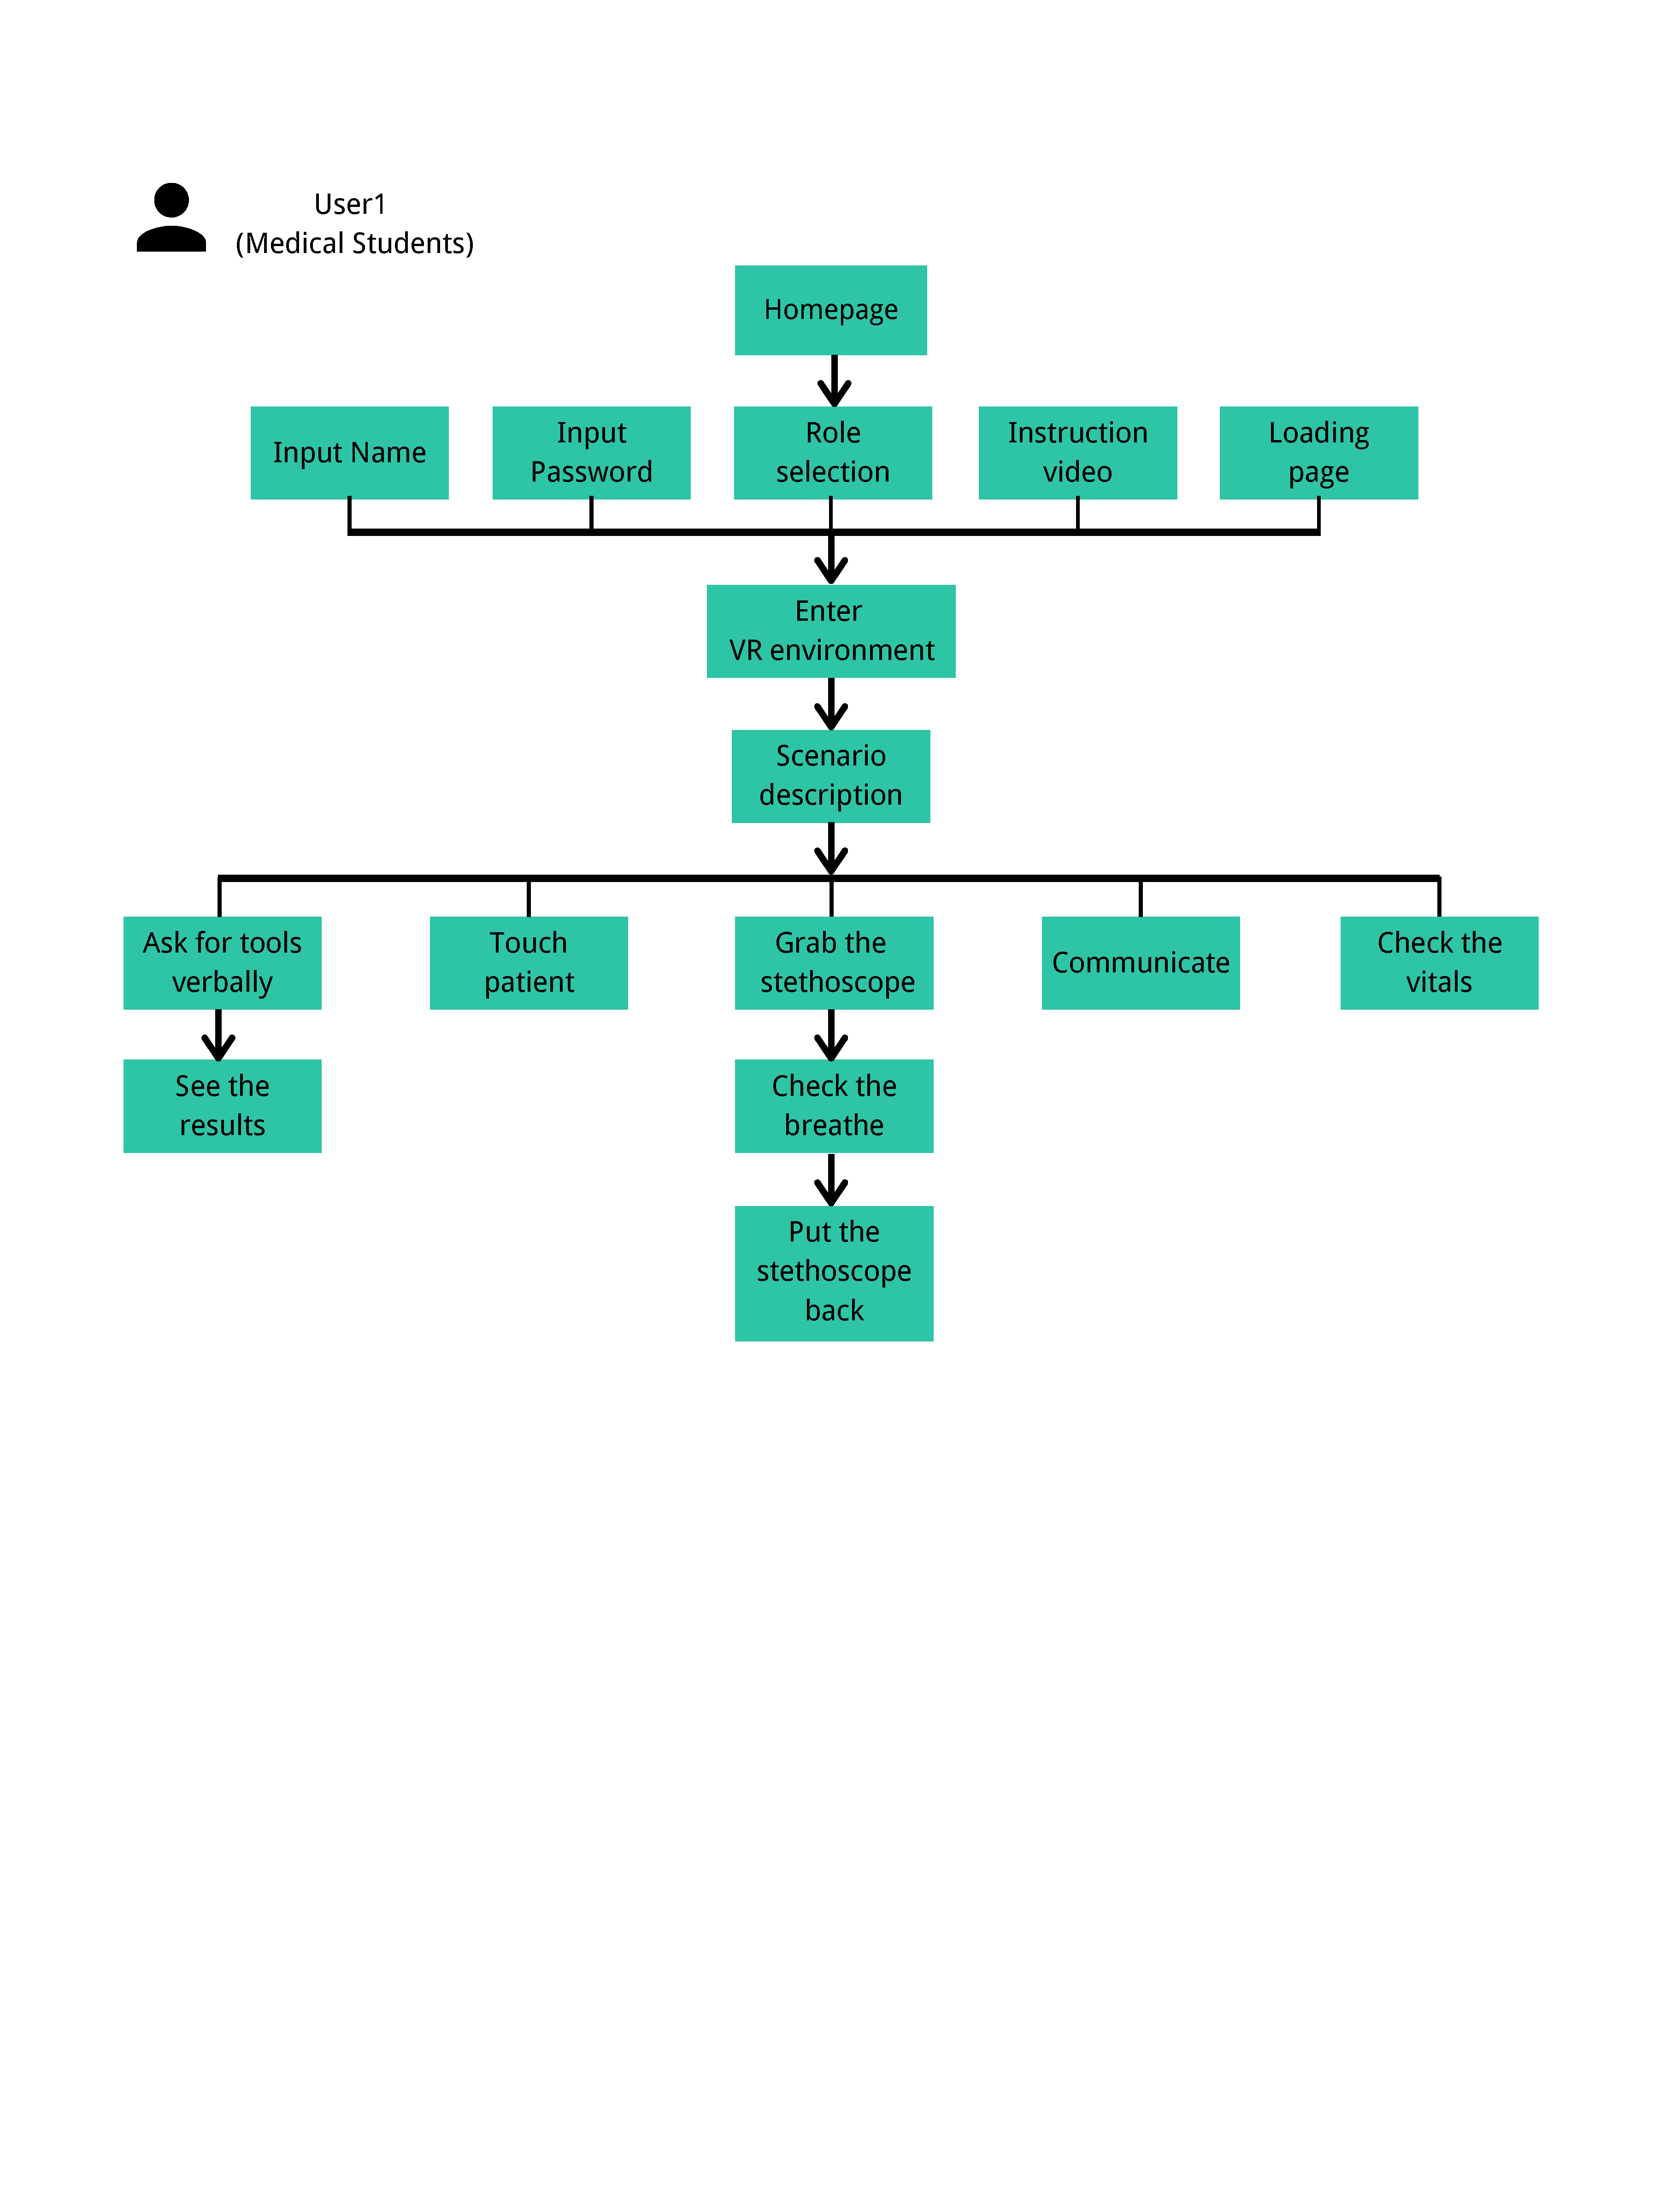 User1
(Medical Students)
Homepage
Input Name
Input
Password
Role
selection
Instruction
video
Loading
page
Enter
VR environment
Scenario
description
Ask for tools
verbally
Touch
patient
Grab the
stethoscope
Communicate
Check the
vitals
See the
results
Check the
breathe
Put the
stethoscope
back